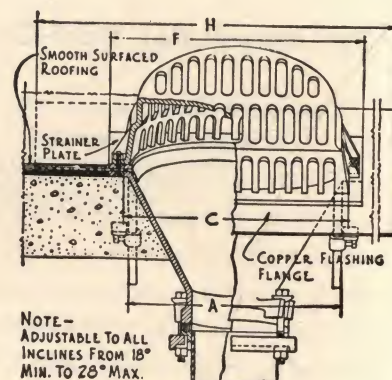 H
F
SMOOTH SURFACED
ROOFING
STRAINER
PLATE
C
COPPER FLASHING
FLANGE
A
NOTE-
ADJUSTABLE TO ALL
INCLINES FROM 18°
MIN. TO 28° MAX.